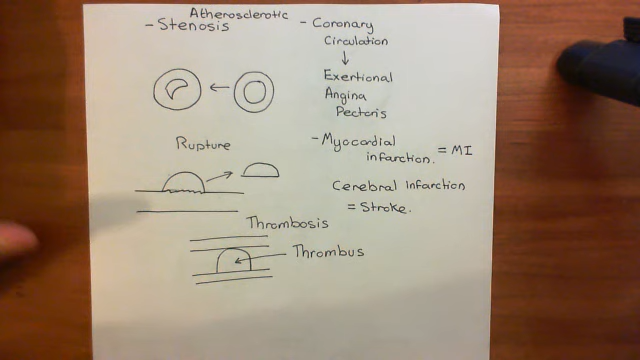 Atherosclerotic
- Stenosis
- Coronary
Circulation
↓
Exertional
Angina
Pectoris
Rupture
- Myocardial
infarction. = MI
Cerebral Infarction
= Stroke.
Thrombosis
Thrombus